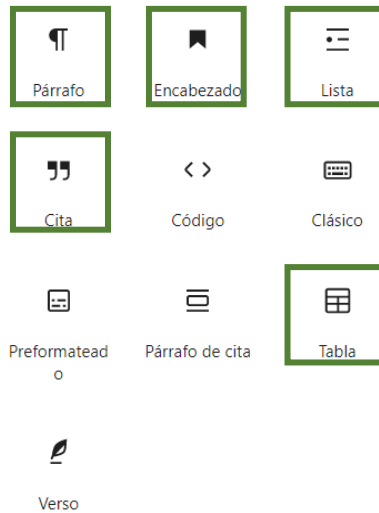 Párrafo
Encabezado
Lista
Cita
Código
Clásico
Preformatead
o
Párrafo de cita
Tabla
Verso